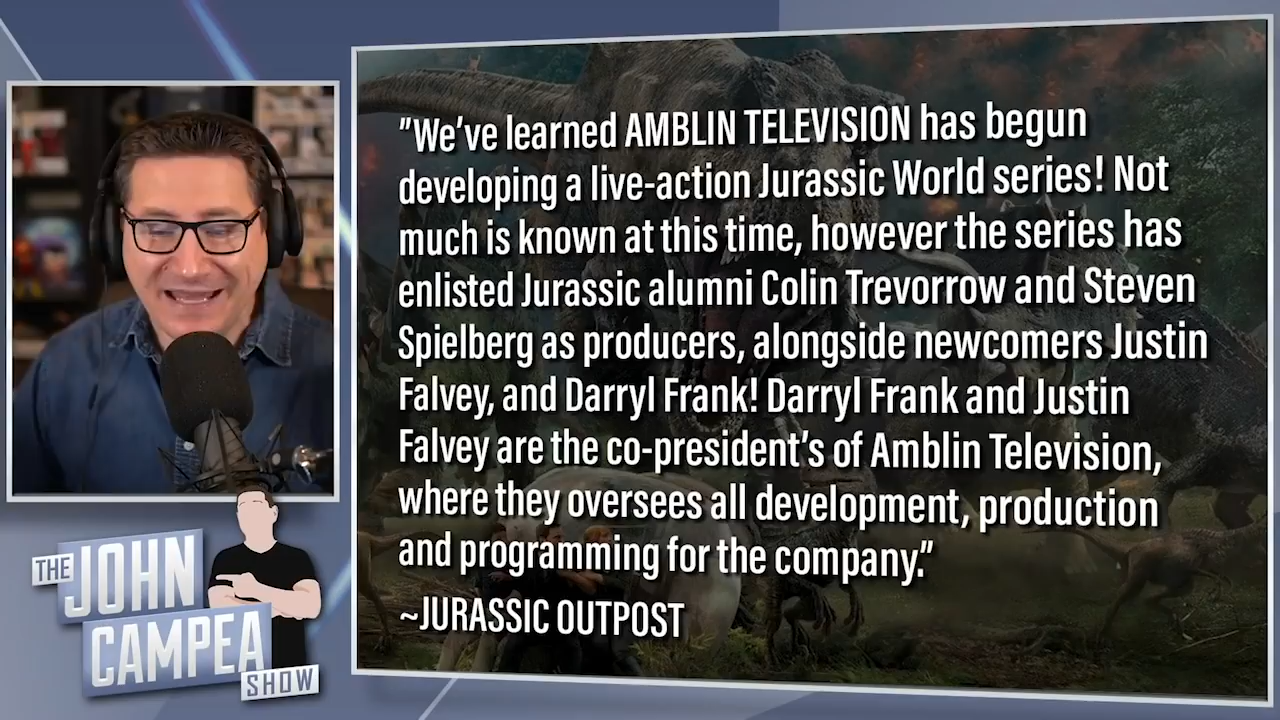 "We've learned AMBLIN TELEVISION has begun
developing a live-action Jurassic World series! Not
much is known at this time, however the series has
enlisted Jurassic alumni Colin Trevorrow and Steven
Spielberg as producers, alongside newcomers Justin
Falvey, and Darryl Frank! Darryl Frank and Justin
Falvey are the co-president's of Amblin Television,
where they oversees all development, production
and programming for the company."
~JURASSIC OUTPOST
THE
JOHN
CAMPEA
SHOW